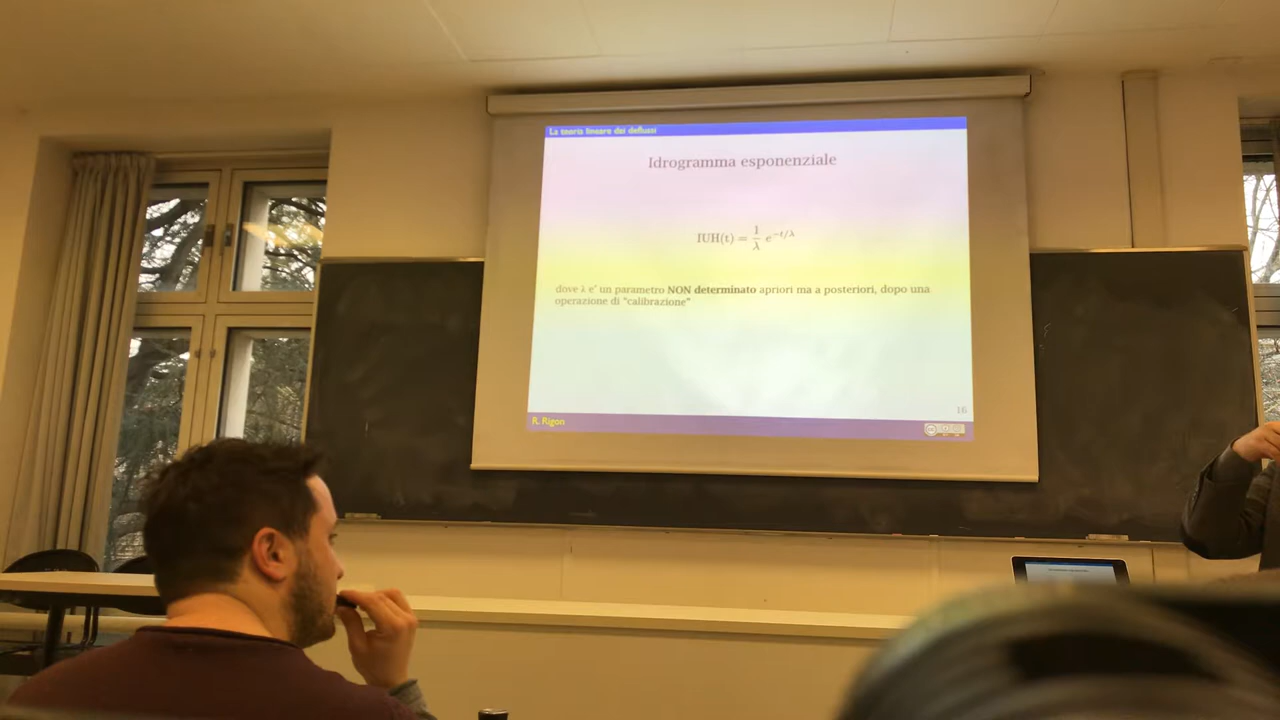 La teoria lineare dei deflussi
Idrogramma esponenziale
IUH(t) = 1/λ e^{-t/λ}
dove λ e' un parametro NON determinato apriori ma a posteriori, dopo una
operazione di "calibrazione"
16
R. Rigon